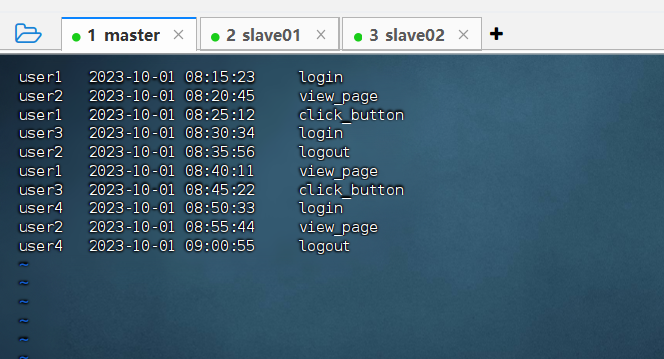 1 master × 2 slave01 × 3 slave02 × +
user1 2023-10-01 08:15:23 login
user2 2023-10-01 08:20:45 view_page
user1 2023-10-01 08:25:12 click_button
user3 2023-10-01 08:30:34 login
user2 2023-10-01 08:35:56 logout
user1 2023-10-01 08:40:11 view_page
user3 2023-10-01 08:45:22 click_button
user4 2023-10-01 08:50:33 login
user2 2023-10-01 08:55:44 view_page
user4 2023-10-01 09:00:55 logout
~
~
~
~
~
~